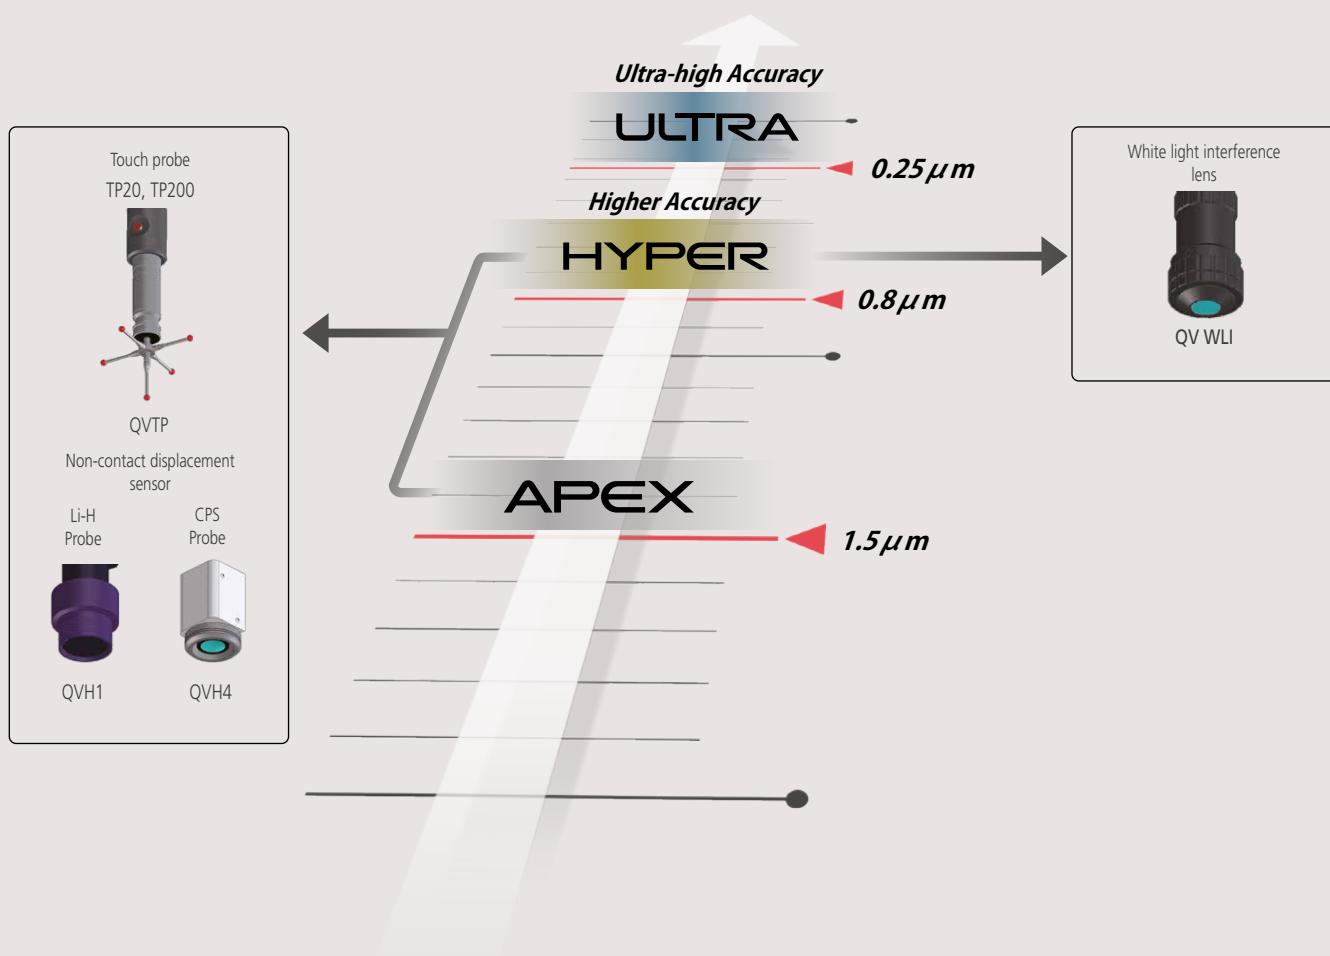 Ultra-high Accuracy
ULTRA
0.25μm
Higher Accuracy
HYPER
0.8μm
APEX
1.5μm
Touch probe
TP20, TP200
QVTP
Non-contact displacement
sensor
Li-H
Probe
CPS
Probe
QVH1
QVH4
White light interference
lens
QV WLI